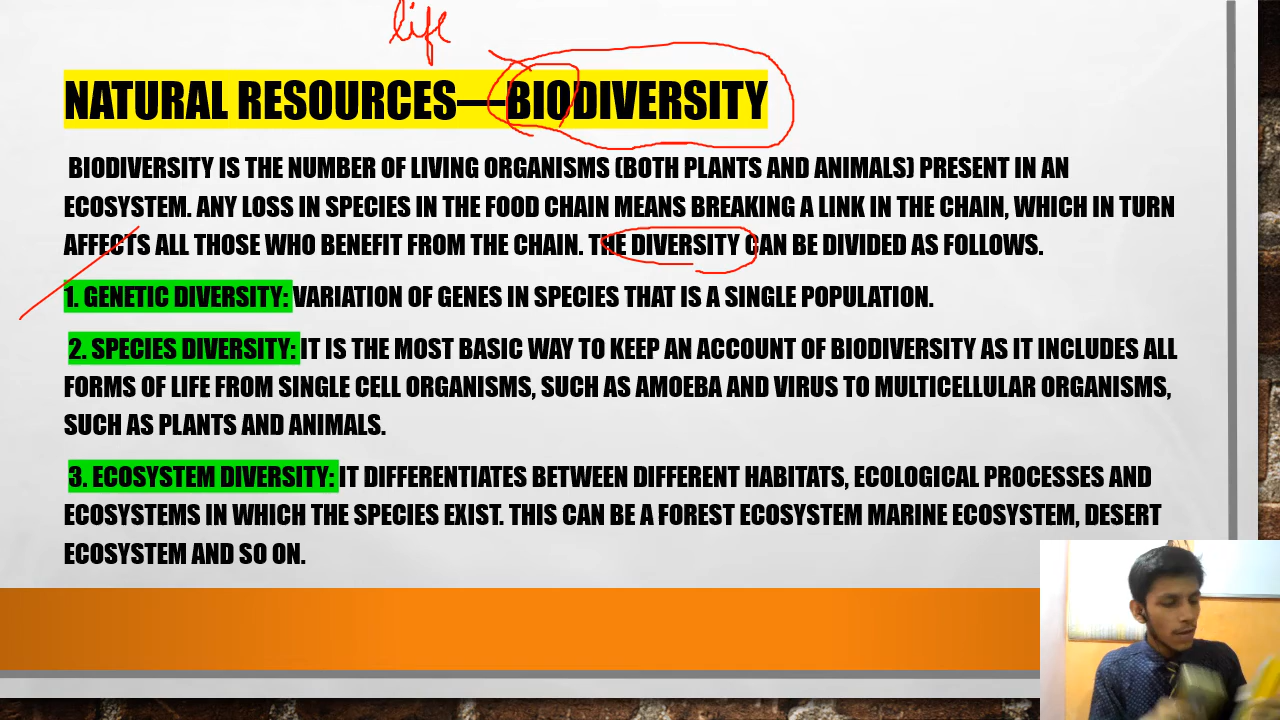 life
NATURAL RESOURCES—BIODIVERSITY
BIODIVERSITY IS THE NUMBER OF LIVING ORGANISMS (BOTH PLANTS AND ANIMALS) PRESENT IN AN
ECOSYSTEM. ANY LOSS IN SPECIES IN THE FOOD CHAIN MEANS BREAKING A LINK IN THE CHAIN, WHICH IN TURN
AFFECTS ALL THOSE WHO BENEFIT FROM THE CHAIN. THE DIVERSITY CAN BE DIVIDED AS FOLLOWS.
1. GENETIC DIVERSITY: VARIATION OF GENES IN SPECIES THAT IS A SINGLE POPULATION.
2. SPECIES DIVERSITY: IT IS THE MOST BASIC WAY TO KEEP AN ACCOUNT OF BIODIVERSITY AS IT INCLUDES ALL
FORMS OF LIFE FROM SINGLE CELL ORGANISMS, SUCH AS AMOEBA AND VIRUS TO MULTICELLULAR ORGANISMS,
SUCH AS PLANTS AND ANIMALS.
3. ECOSYSTEM DIVERSITY: IT DIFFERENTIATES BETWEEN DIFFERENT HABITATS, ECOLOGICAL PROCESSES AND
ECOSYSTEMS IN WHICH THE SPECIES EXIST. THIS CAN BE A FOREST ECOSYSTEM MARINE ECOSYSTEM, DESERT
ECOSYSTEM AND SO ON.